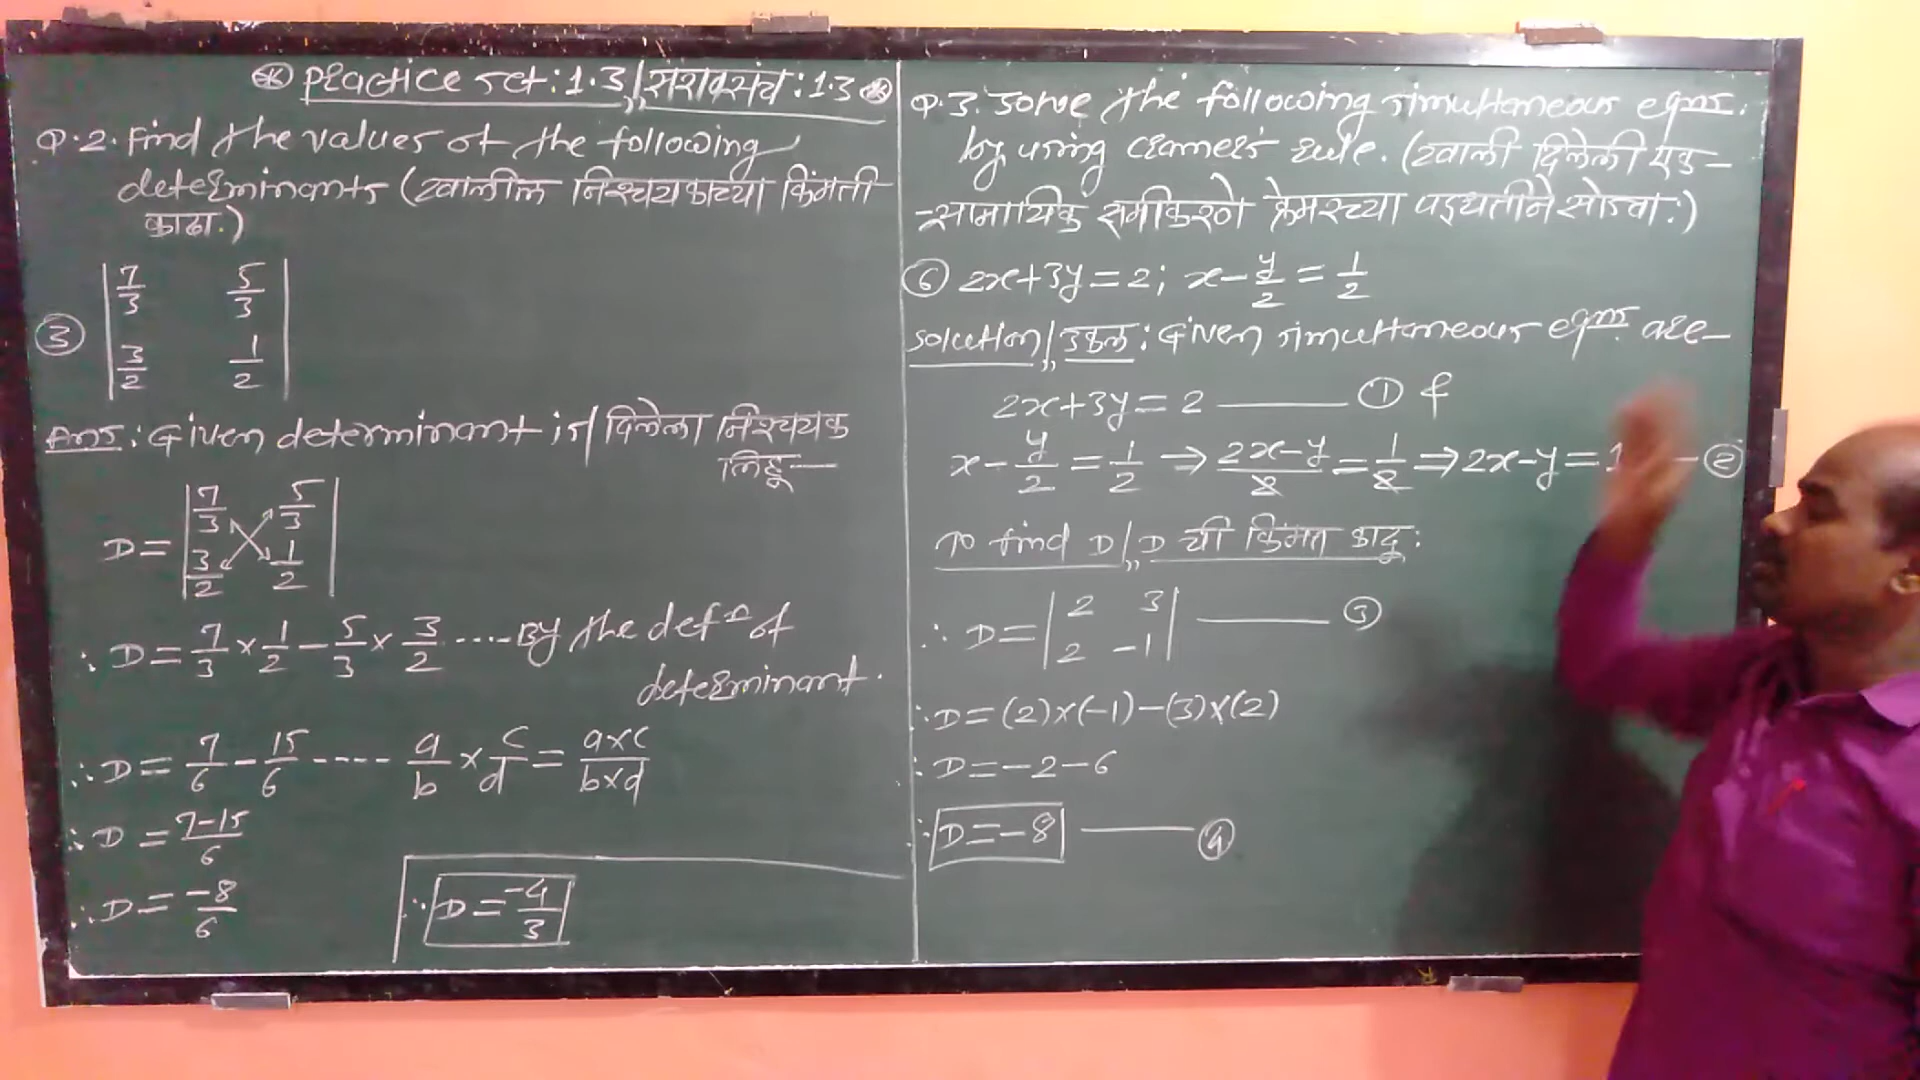 * Practice set : 1.3 // सरावसंच : 1.3 *
Q.2. Find the values of the following
determinants (खालील निश्चयकाच्या किंमती
काढा.)
③ | 7/3 5/3 |
| 3/2 1/2 |
Ans : Given determinant is / दिलेला निश्चयक
लिहू —
D = | 7/3 5/3 |
| 3/2 1/2 |
∴ D = 7/3 × 1/2 − 5/3 × 3/2 ---- By the defⁿ of
determinant.
∴ D = 7/6 − 15/6 ---- a/b × c/d = a×c/b×d
∴ D = 7-15/6
∴ D = -8/6
∴ D = -4/3
Q.3. Solve the following simultaneous eqns.
by using cramer's rule. (खाली दिलेली एक-
-सामायिक समीकरणे क्रेमरच्या पद्धतीने सोडवा.)
⑥ 2x+3y=2; x − y/2 = 1/2
Solution // उकल : Given simultaneous eqns. are —
2x+3y=2 —— ① &
x − y/2 = 1/2 ⇒ 2x-y/2 = 1/2 ⇒ 2x-y=1 — ②
To find D // D ची किंमत काढू :
∴ D = | 2 3 | —— ③
| 2 -1 |
∴ D = (2)×(-1)-(3)×(2)
∴ D = -2-6
∴ D = -8 —— ④